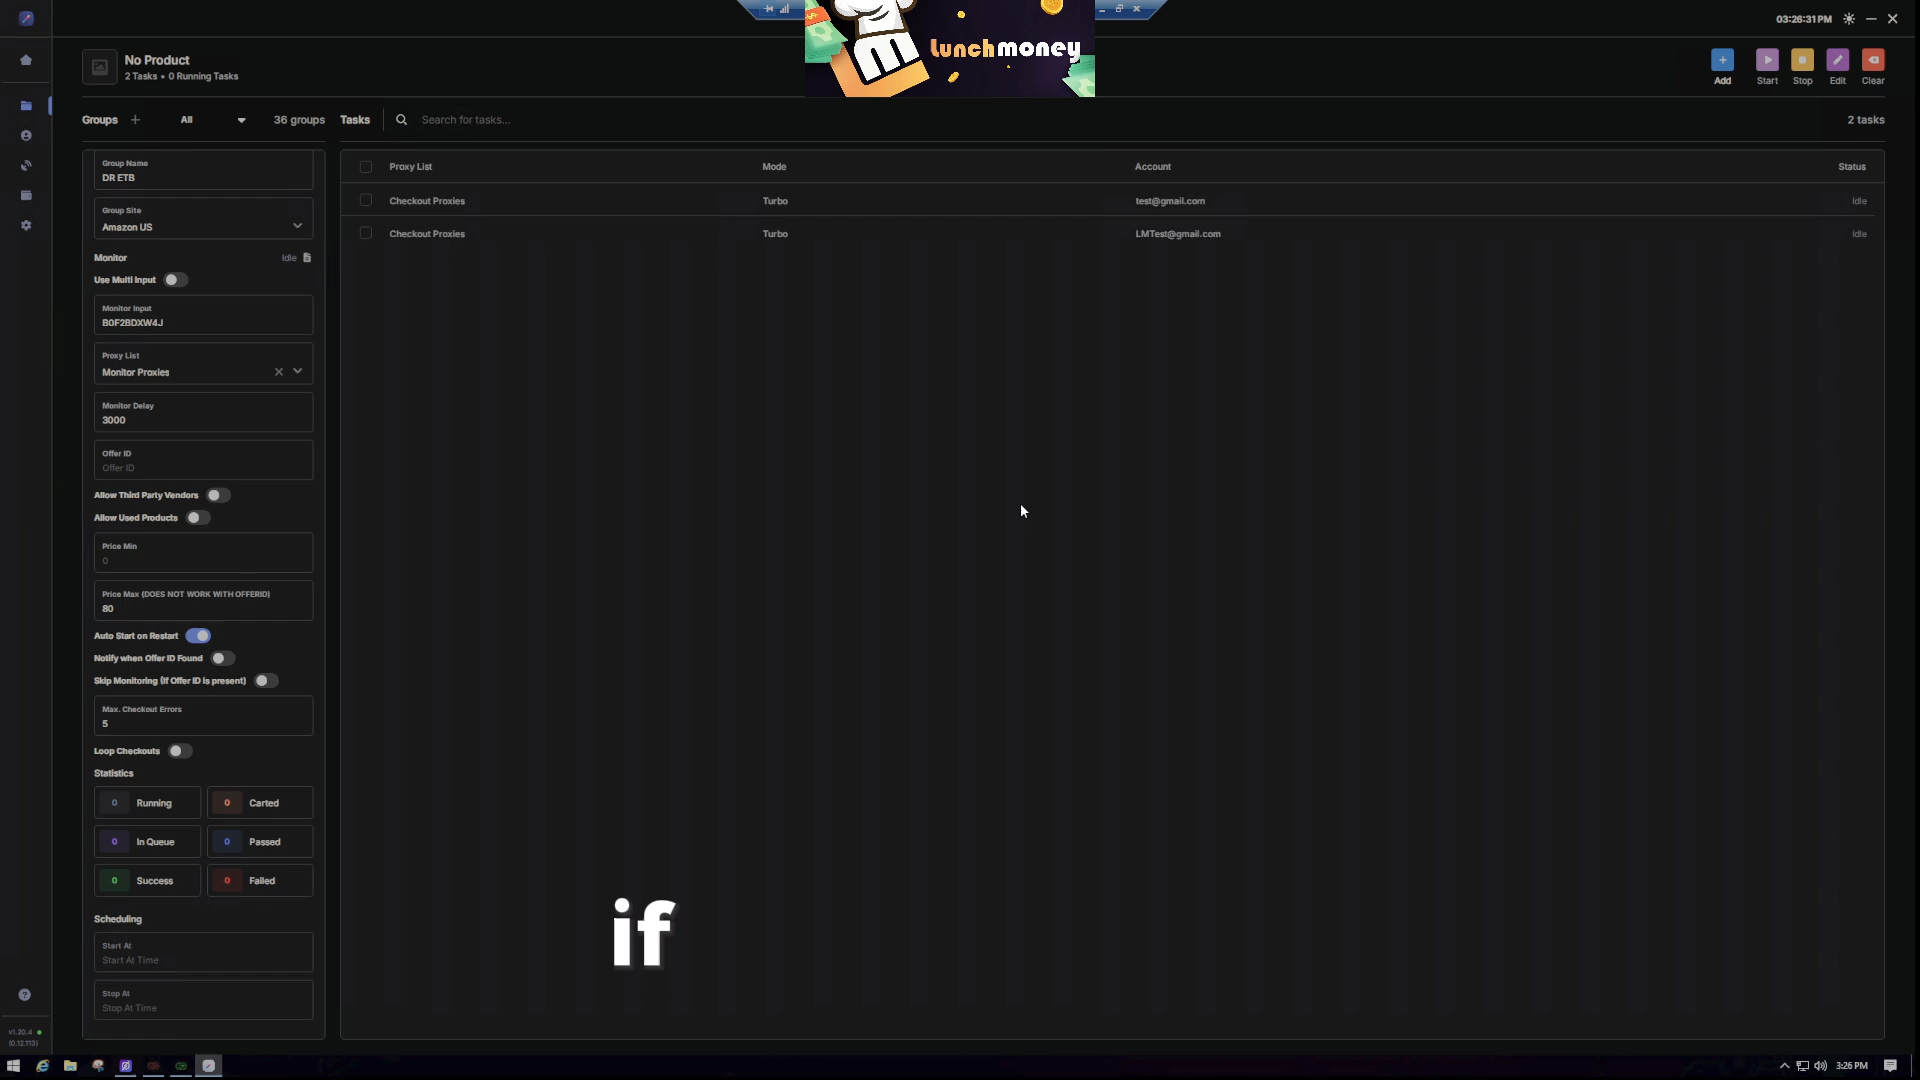 lunchmoney
03:26:31 PM
No Product
2 Tasks • 0 Running Tasks
Add
Start
Stop
Edit
Clear
Groups
All
36 groups
Tasks
Search for tasks...
2 tasks
Group Name
DR ETB
Group Site
Amazon US
Monitor
Idle
Use Multi Input
Monitor Input
B0F2BDXW4J
Proxy List
Monitor Proxies
Monitor Delay
3000
Offer ID
Offer ID
Allow Third Party Vendors
Allow Used Products
Price Min
0
Price Max (DOES NOT WORK WITH OFFERID)
80
Auto Start on Restart
Notify when Offer ID Found
Skip Monitoring (If Offer ID is present)
Max. Checkout Errors
5
Loop Checkouts
Statistics
0 Running
0 Carted
0 In Queue
0 Passed
0 Success
0 Failed
Scheduling
Start At
Start At Time
Stop At
Stop At Time
Proxy List Mode Account Status
Checkout Proxies Turbo test@gmail.com Idle
Checkout Proxies Turbo LMTest@gmail.com Idle
if
v1.20.4
(0.12.113)
3:26 PM